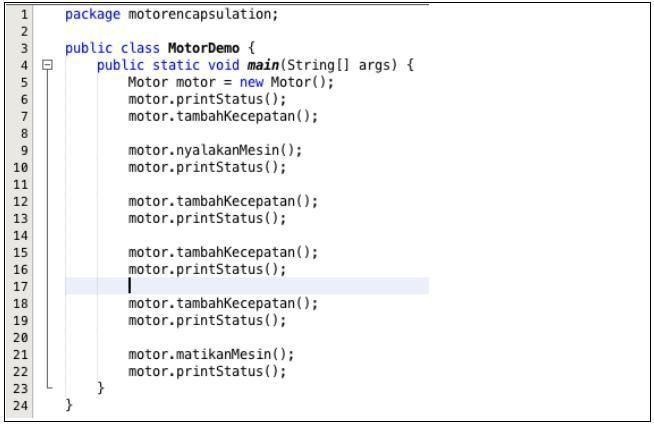 1 package motorencapsulation;
2
3 public class MotorDemo {
4 public static void main(String[] args) {
5 Motor motor = new Motor();
6 motor.printStatus();
7 motor.tambahKecepatan();
8
9 motor.nyalakanMesin();
10 motor.printStatus();
11
12 motor.tambahKecepatan();
13 motor.printStatus();
14
15 motor.tambahKecepatan();
16 motor.printStatus();
17
18 motor.tambahKecepatan();
19 motor.printStatus();
20
21 motor.matikanMesin();
22 motor.printStatus();
23 }
24 }